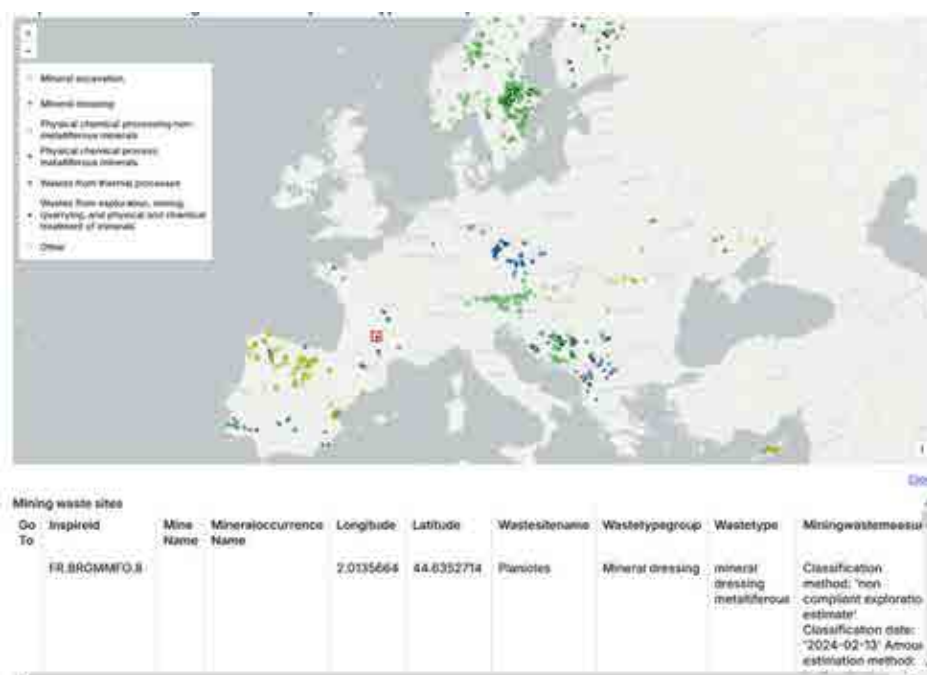 +
-
Mineral excavation
Mineral dressing
Physical chemical processing non-
metalliferous minerals
Physical chemical process
metalliferous minerals
Wastes from thermal processes
Wastes from exploration, mining,
Quarrying, and physical and chemical
treatment of minerals
Other
Mining waste sites
Go To Inspireid Mine Name Mineraloccurrence Name Longitude Latitude Wastesitename Wastetypegroup Wastetype Miningwastemeasu
FR.BRGMMFO.8 2.0135664 44.6352714 Planioles Mineral dressing mineral
dressing
metalliferous
Classification
method: 'non
compliant exploratio
estimate'
Classification date:
'2024-02-13' Amou
estimation method: